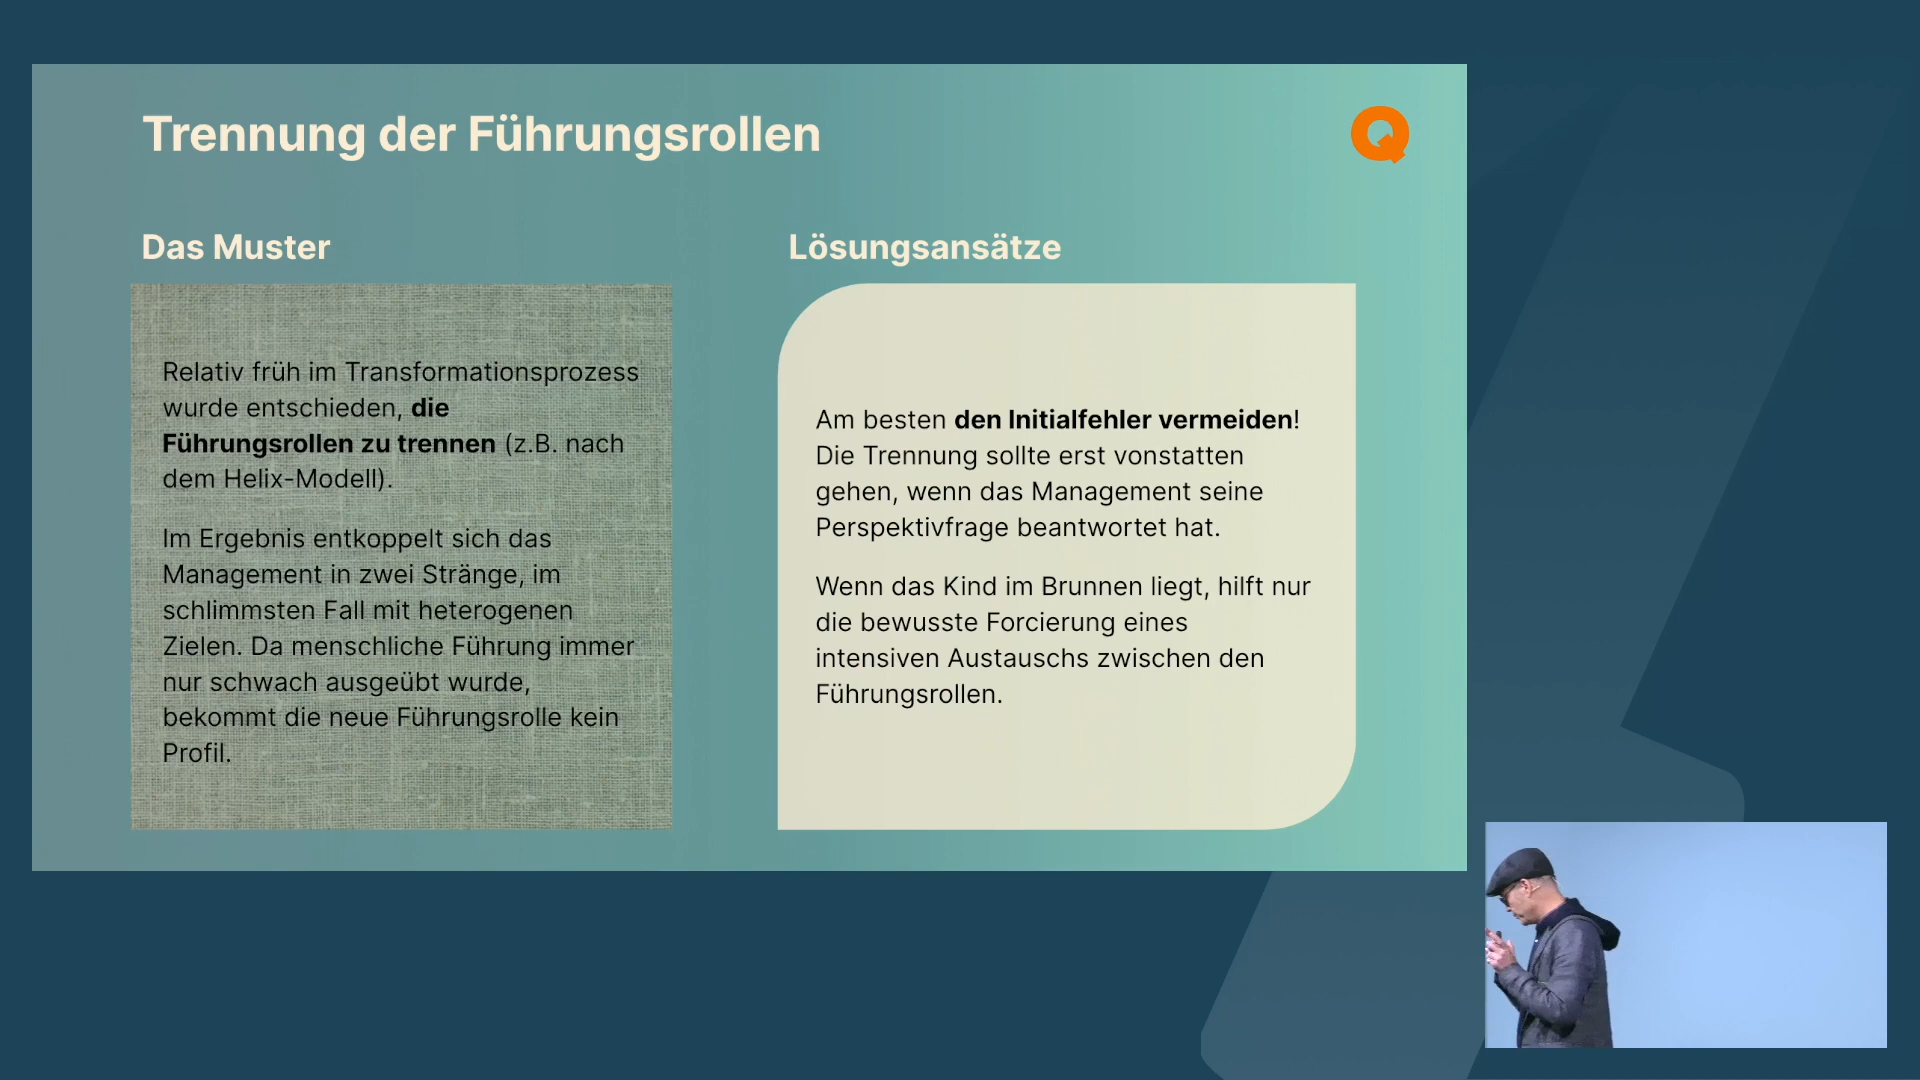 Trennung der Führungsrollen
Q
Das Muster
Relativ früh im Transformationsprozess
wurde entschieden, die
Führungsrollen zu trennen (z.B. nach
dem Helix-Modell).
Im Ergebnis entkoppelt sich das
Management in zwei Stränge, im
schlimmsten Fall mit heterogenen
Zielen. Da menschliche Führung immer
nur schwach ausgeübt wurde,
bekommt die neue Führungsrolle kein
Profil.
Lösungsansätze
Am besten den Initialfehler vermeiden!
Die Trennung sollte erst vonstatten
gehen, wenn das Management seine
Perspektivfrage beantwortet hat.
Wenn das Kind im Brunnen liegt, hilft nur
die bewusste Forcierung eines
intensiven Austauschs zwischen den
Führungsrollen.